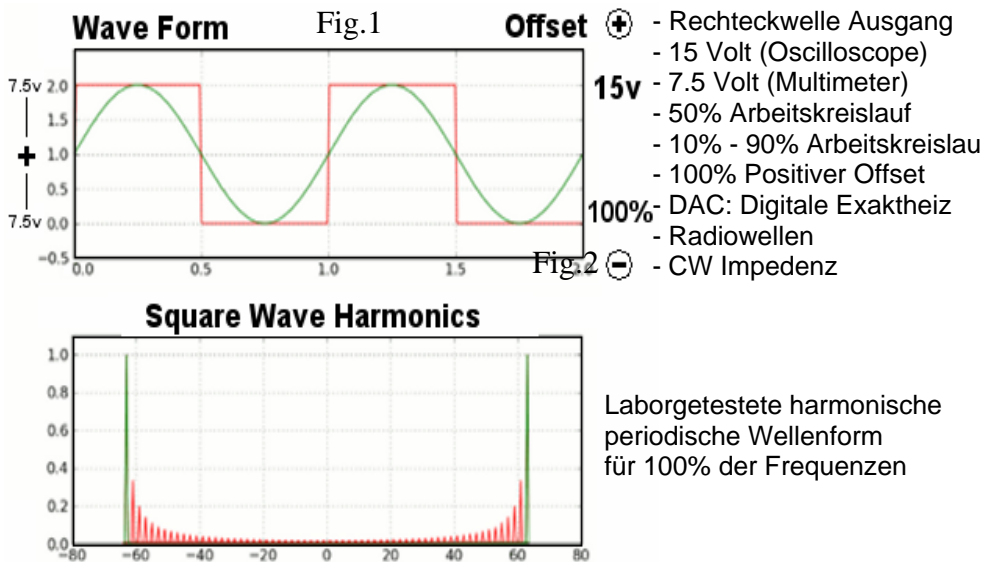 Wave Form Fig.1 Offset +
- Rechteckwelle Ausgang
- 15 Volt (Oscilloscope)
- 7.5 Volt (Multimeter)
- 50% Arbeitskreislauf
- 10% - 90% Arbeitskreislau
- 100% Positiver Offset
- DAC: Digitale Exaktheiz
- Radiowellen
- CW Impedenz
7.5v 2.0
15v
1.5
+ 1.0
0.5
7.5v 0.0
100%
−0.5
0.0 0.5 1.0 1.5 2.0
Fig.2 −
Square Wave Harmonics
1.0
0.8
0.6
0.4
0.2
0.0
−80 −60 −40 −20 0 20 40 60 80
Laborgetestete harmonische
periodische Wellenform
für 100% der Frequenzen